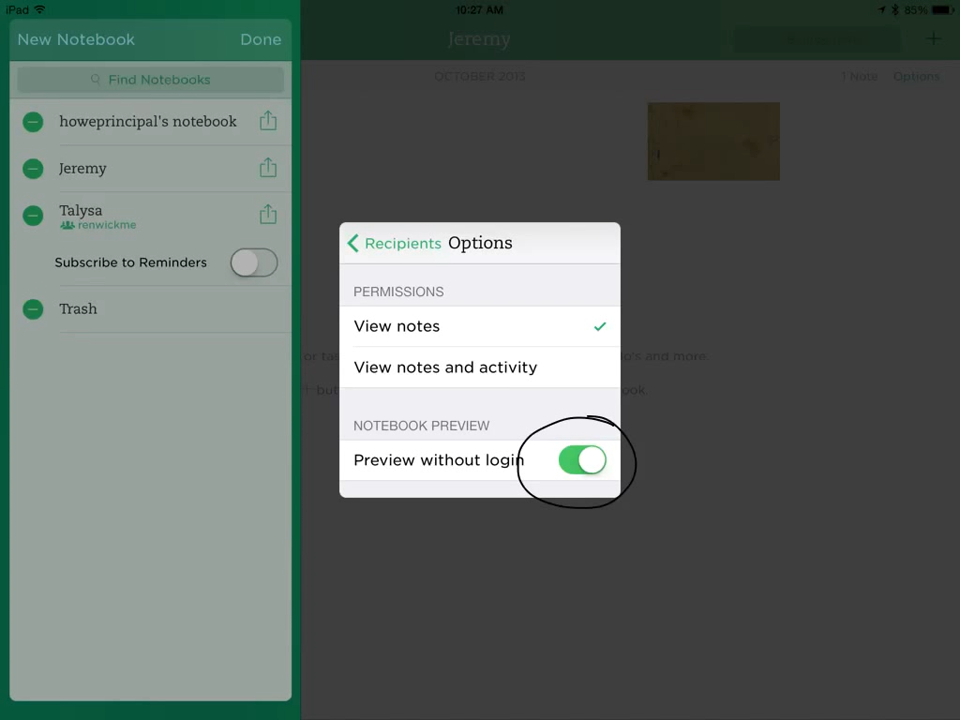 iPad 10:27 AM 85%
New Notebook Done
Find Notebooks
howeprincipal's notebook
Jeremy
Talysa
renwickme
Subscribe to Reminders
Trash
Jeremy
OCTOBER 2013 1 Note Options
Recipients Options
PERMISSIONS
View notes
View notes and activity
NOTEBOOK PREVIEW
Preview without login
and more.